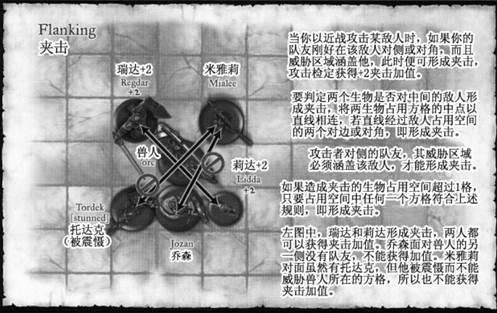 Flanking
夹击
瑞达+2
Regdar
+2
米雅莉
Mialee
兽人
orc
莉达+2
Lidda
+2
Tordek
[stunned]
托达克
(被震慑)
Jozan
乔森
当你以近战攻击某敌人时，如果你的
队友刚好在该敌人对侧或对角，而且
威胁区域涵盖他，此时便可形成夹击，
攻击检定获得+2夹击加值。
要判定两个生物是否对中间的敌人形
成夹击，将两生物占用方格的中点以
直线相连，若直线经过敌人占用空间
的两个对边或对角，即形成夹击。
攻击者对侧的队友，其威胁区域
必须涵盖该敌人，才能形成夹击。
如果造成夹击的生物占用空间超过1格，
只要占用空间中任何一个方格符合上述
规则，即形成夹击。
左图中，瑞达和莉达形成夹击，两人都
可以获得夹击加值。乔森面对兽人的另
一侧没有队友，不能获得加值。米雅莉
对面虽然有托达克，但他被震慑而不能
威胁兽人所在的方格，所以也不能获得
夹击加值。